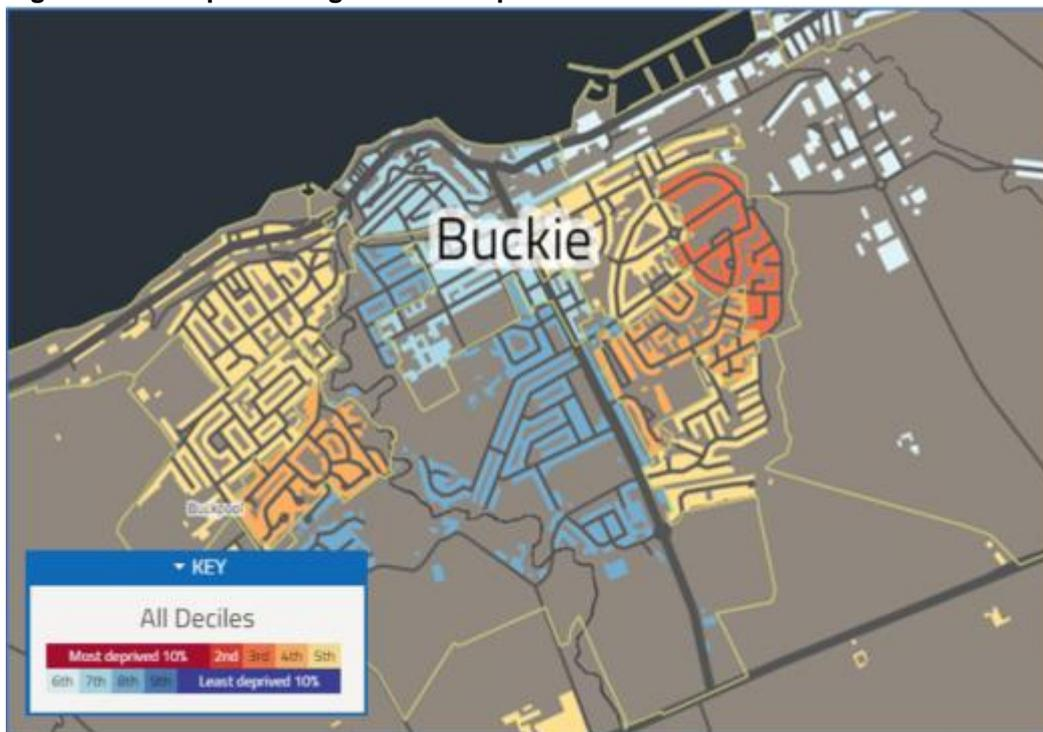 Buckie
Buckpool
KEY
All Deciles
Most deprived 10% 2nd 3rd 4th 5th
6th 7th 8th 9th Least deprived 10%